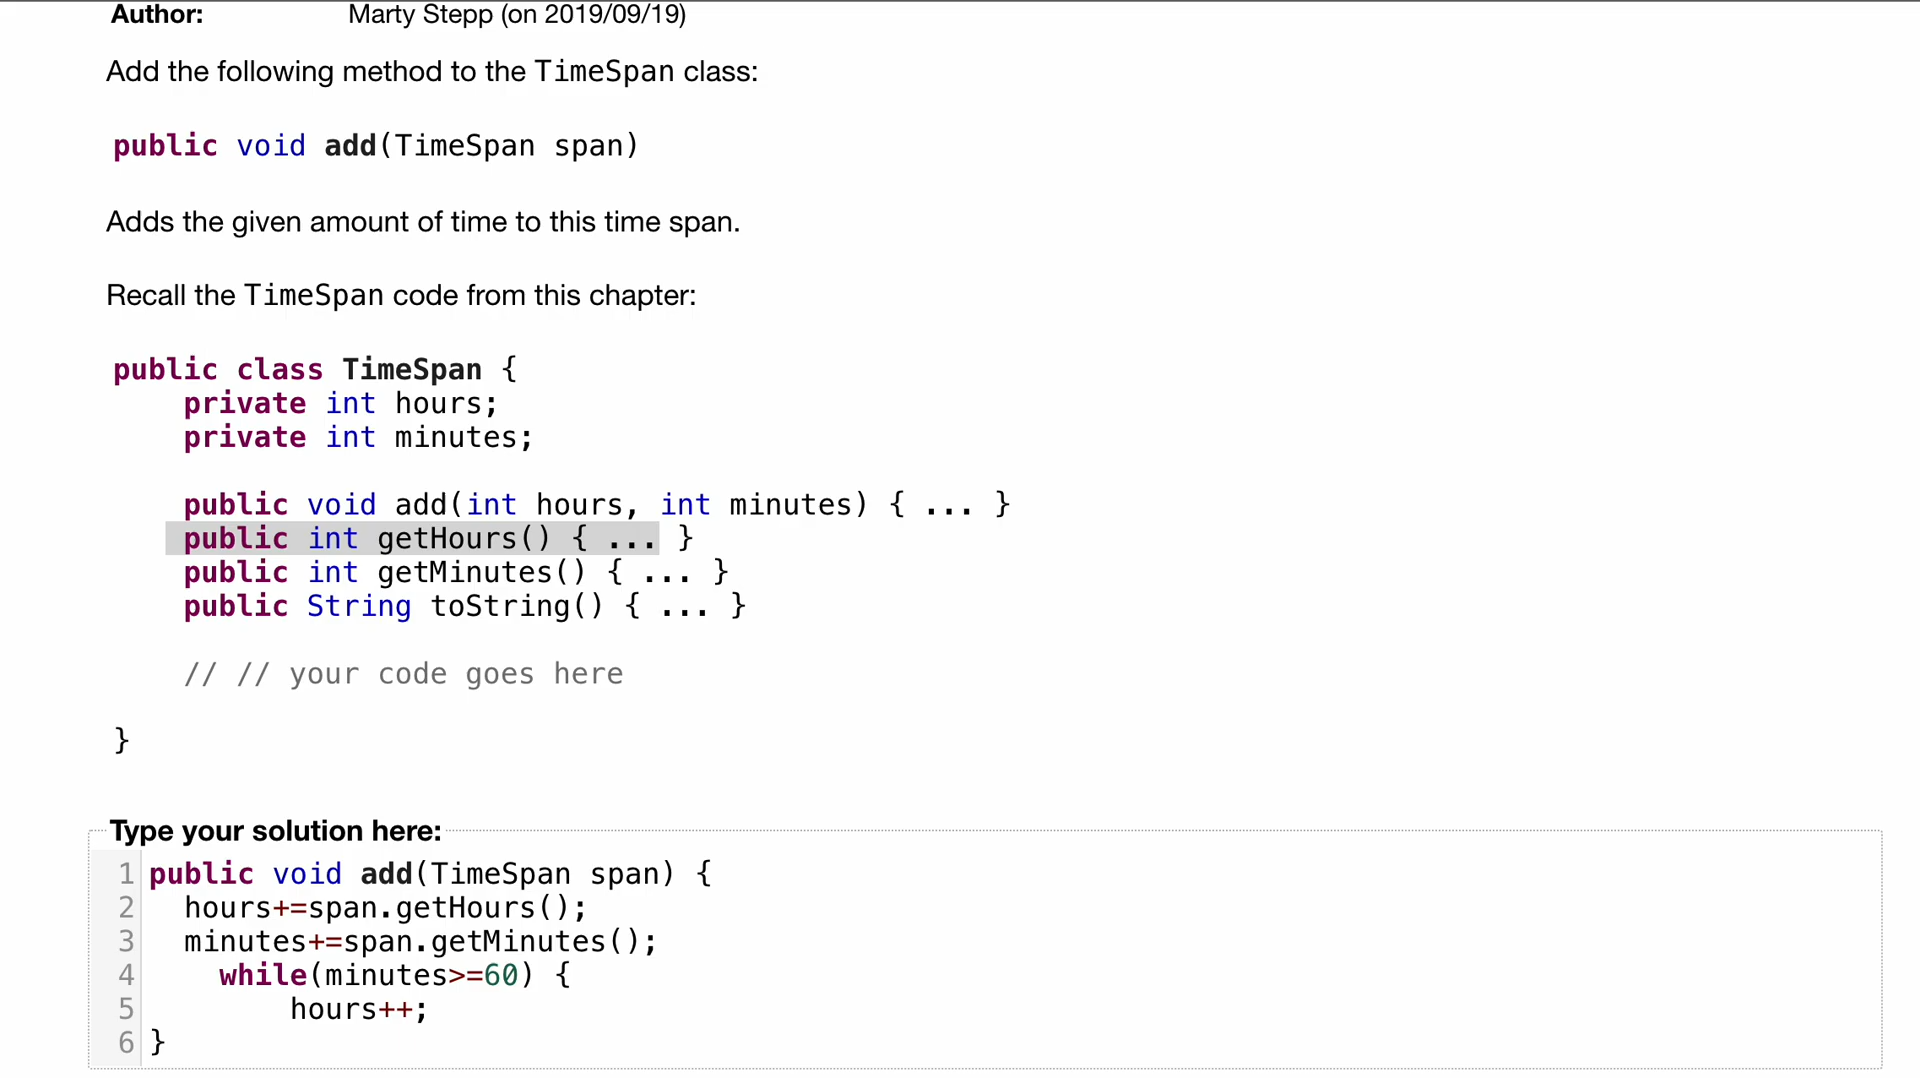 Author: Marty Stepp (on 2019/09/19)
Add the following method to the TimeSpan class:
public void add(TimeSpan span)
Adds the given amount of time to this time span.
Recall the TimeSpan code from this chapter:
public class TimeSpan {
    private int hours;
    private int minutes;
    public void add(int hours, int minutes) { ... }
    public int getHours() { ... }
    public int getMinutes() { ... }
    public String toString() { ... }
    // // your code goes here
}
Type your solution here:
1 public void add(TimeSpan span) {
2   hours+=span.getHours();
3   minutes+=span.getMinutes();
4     while(minutes>=60) {
5         hours++;
6 }